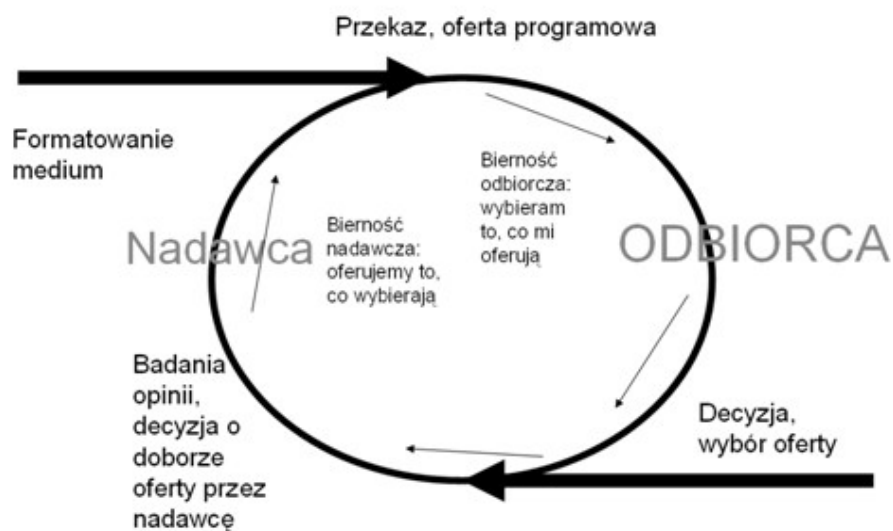 Przekaz, oferta programowa
Formatowanie
medium
Bierność
odbiorcza:
wybieram
to, co mi
oferują
Nadawca
Bierność
nadawcza:
oferujemy to,
co wybierają
ODBIORCA
Badania
opinii,
decyzja o
doborze
oferty przez
nadawcę
Decyzja,
wybór oferty